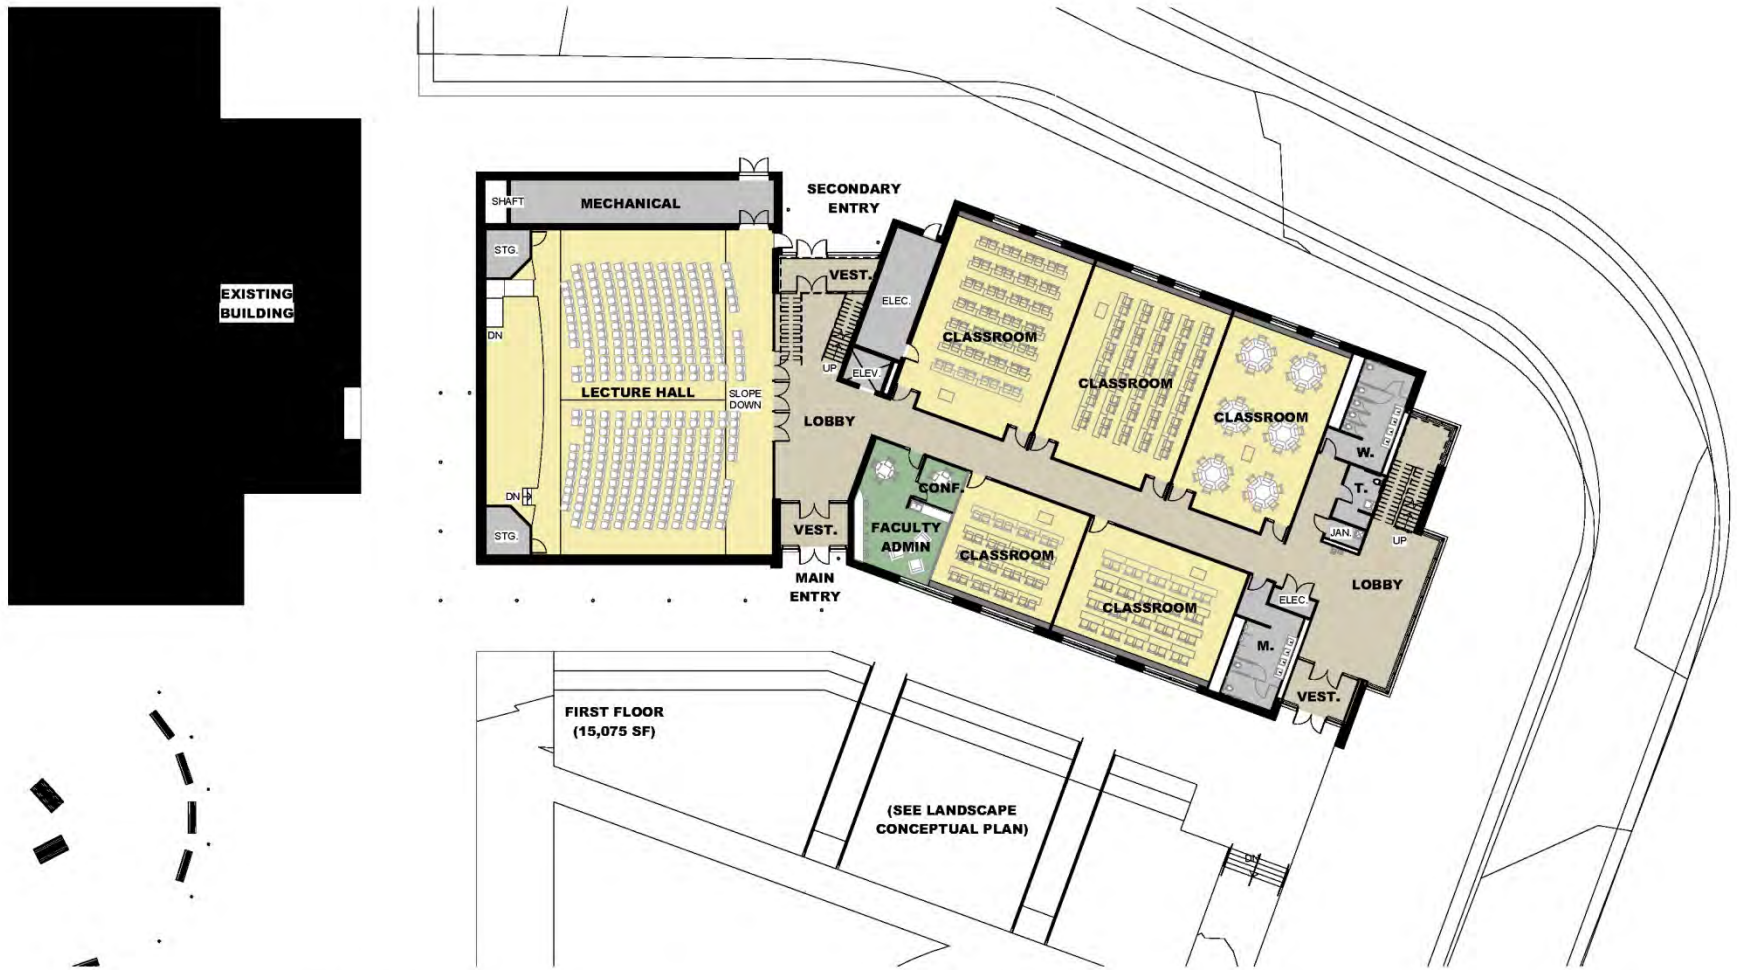 SECONDARY
ENTRY
SHAFT
MECHANICAL
STG.
EXISTING
BUILDING
VEST.
ELEC.
DN
CLASSROOM
UP
ELEV.
CLASSROOM
LECTURE HALL
SLOPE
DOWN
LOBBY
CLASSROOM
W.
CONF.
T.
DN
FACULTY
ADMIN
VEST.
STG.
JAN.
UP
CLASSROOM
MAIN
ENTRY
LOBBY
ELEC.
CLASSROOM
M.
VEST.
FIRST FLOOR
(15,075 SF)
(SEE LANDSCAPE
CONCEPTUAL PLAN)
DN